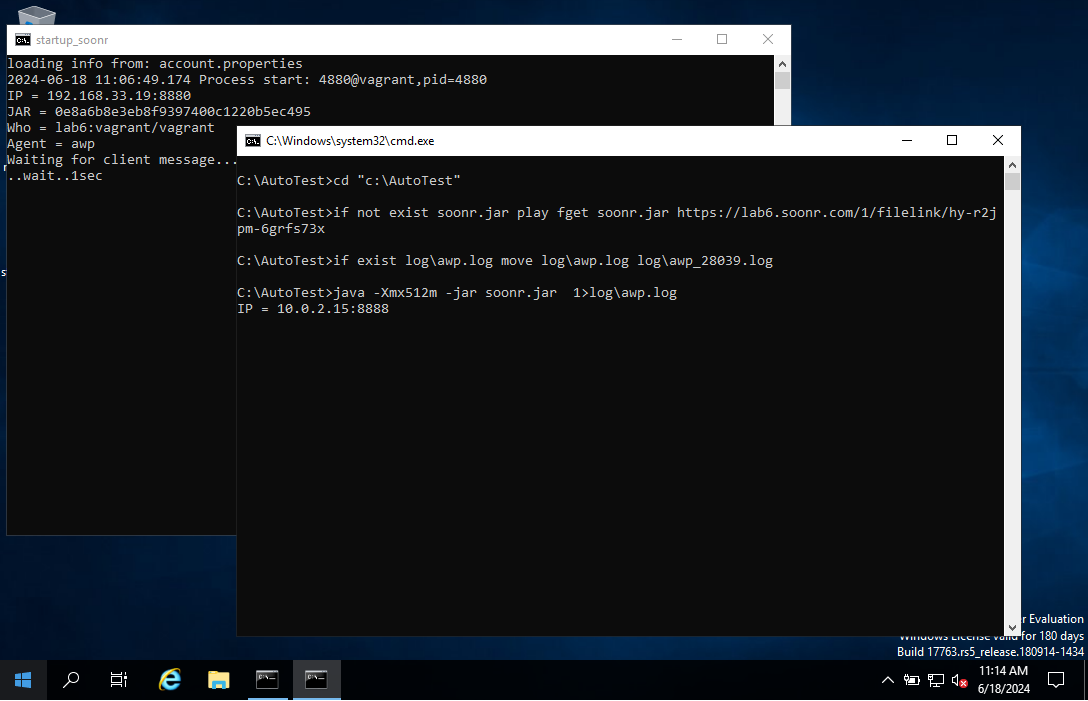 startup_soonr
loading info from: account.properties
2024-06-18 11:06:49.174 Process start: 4880@vagrant,pid=4880
IP = 192.168.33.19:8880
JAR = 0e8a6b8e3eb8f9397400c1220b5ec495
Who = lab6:vagrant/vagrant
Agent = awp
Waiting for client message...
..wait..1sec
C:\Windows\system32\cmd.exe
C:\AutoTest>cd "c:\AutoTest"
C:\AutoTest>if not exist soonr.jar play fget soonr.jar https://lab6.soonr.com/1/filelink/hy-r2j
pm-6grfs73x
C:\AutoTest>if exist log\awp.log move log\awp.log log\awp_28039.log
C:\AutoTest>java -Xmx512m -jar soonr.jar  1>log\awp.log
IP = 10.0.2.15:8888
r Evaluation
Windows License valid for 180 days
Build 17763.rs5_release.180914-1434
11:14 AM
6/18/2024